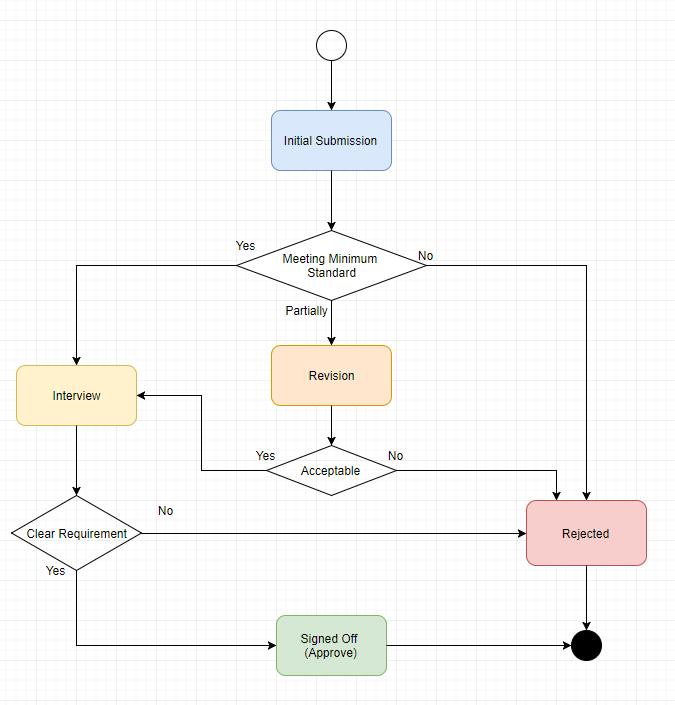 Initial Submission
Yes
Meeting Minimum
Standard
No
Partially
Revision
Interview
Yes
Acceptable
No
No
Clear Requirement
Rejected
Yes
Signed Off
(Approve)